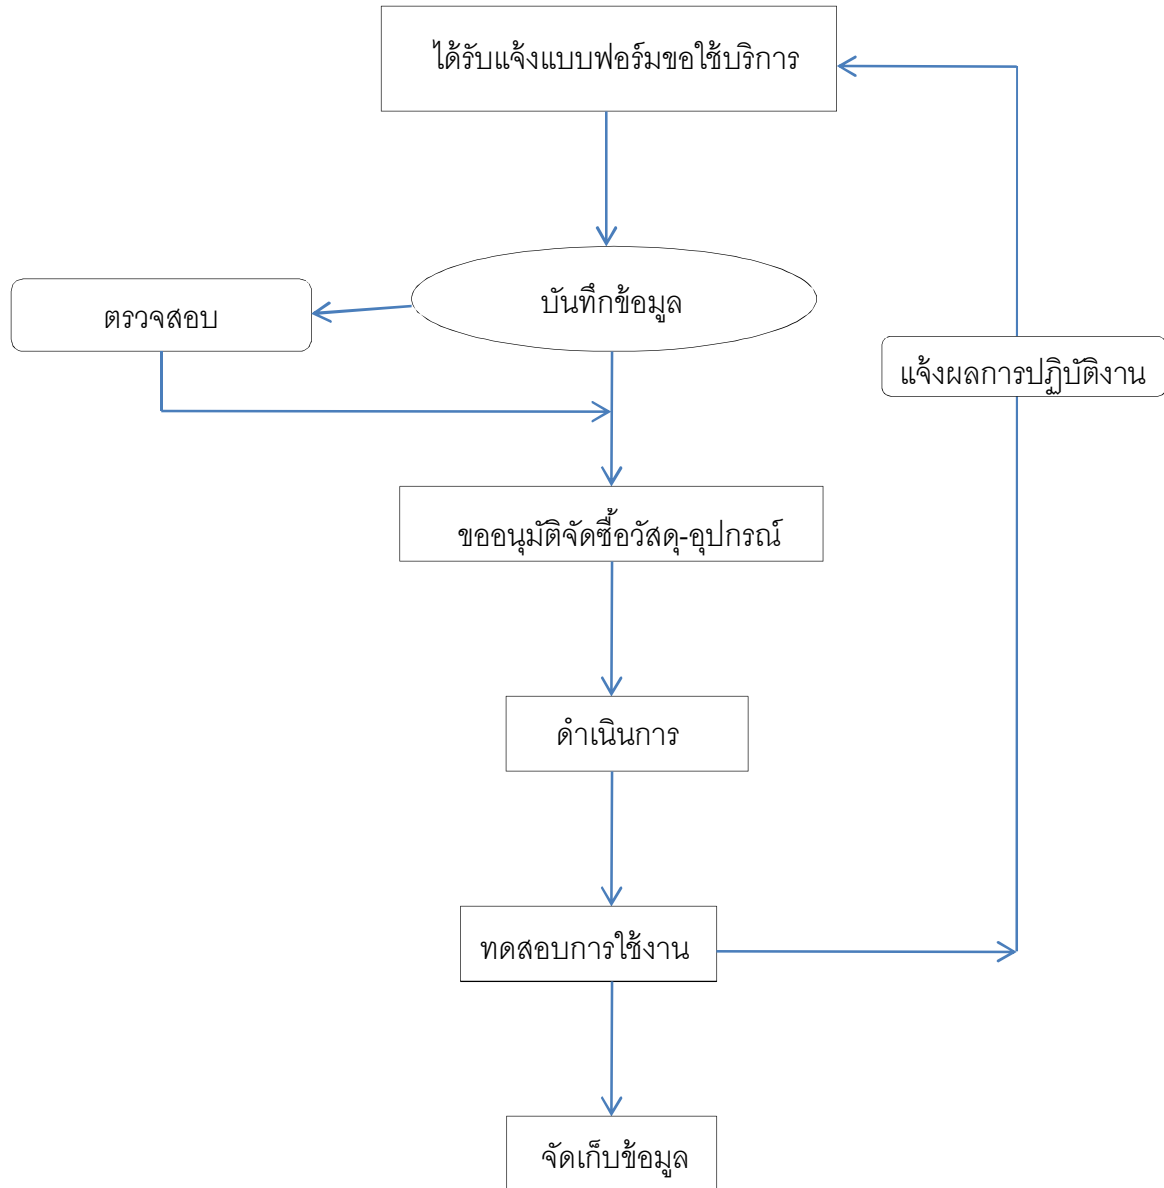 ได้รับแจ้งแบบฟอร์มขอใช้บริการ
บันทึกข้อมูล
ตรวจสอบ
แจ้งผลการปฏิบัติงาน
ขออนุมัติจัดซื้อวัสดุ-อุปกรณ์
ดำเนินการ
ทดสอบการใช้งาน
จัดเก็บข้อมูล